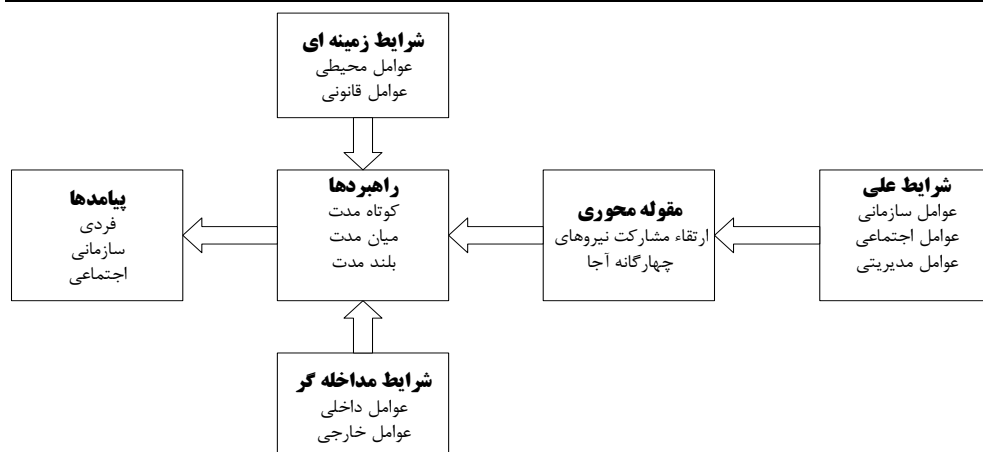 شرایط زمینه ای
عوامل محیطی
عوامل قانونی
شرایط علی
عوامل سازمانی
عوامل اجتماعی
عوامل مدیریتی
مقوله محوری
ارتقاء مشارکت نیروهای
چهارگانه آجا
راهبردها
کوتاه مدت
میان مدت
بلند مدت
پیامدها
فردی
سازمانی
اجتماعی
شرایط مداخله گر
عوامل داخلی
عوامل خارجی